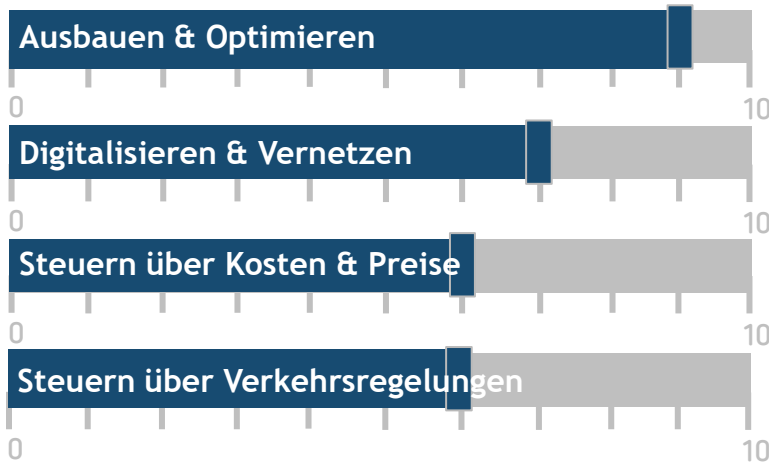 Ausbauen & Optimieren
0 10
Digitalisieren & Vernetzen
0 10
Steuern über Kosten & Preise
0 10
Steuern über Verkehrsregelungen
0 10